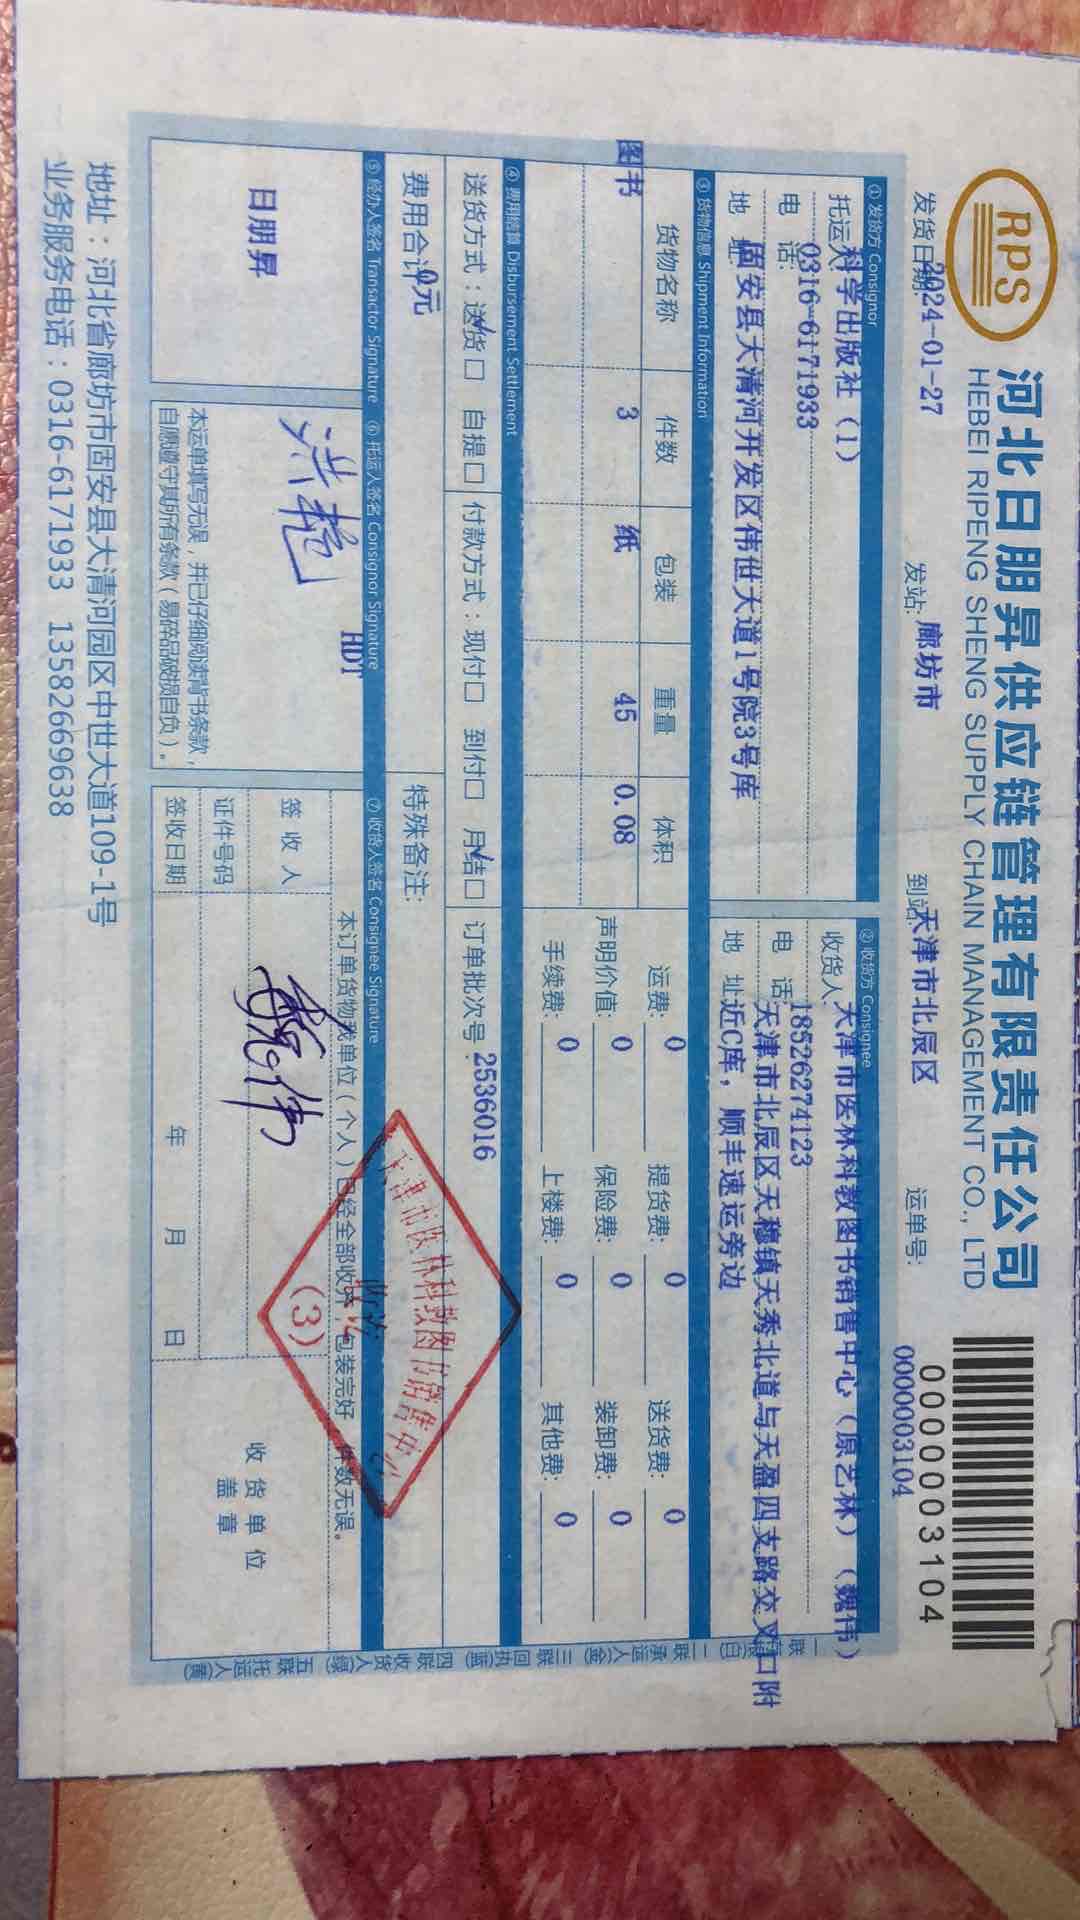 RPS
河北日朋昇供应链管理有限责任公司
HEBEI RIPENG SHENG SUPPLY CHAIN MANAGEMENT CO., LTD
0000003104
发货日期 2024-01-27 发站: 廊坊市 到站: 天津市北辰区 运单号: 0000003104
① 发货方 Consignor
托运人 科学出版社（1）
电话: 0316-6171933
地址 固安县大清河开发区伟世大道1号院3号库
② 收货方 Consignee
收货人 天津市医林科教图书销售中心（原艺林）（魏伟）
电话 18526274123
地址 天津市北辰区天穆镇天秀北道与天盈四支路交叉口附
近C库，顺丰速运旁边
③ 货物信息 Shipment Information
货物名称 件数 包装 重量 体积
图书 3 纸 45 0.08
运费: 0 提货费: 0 送货费: 0
声明价值: 0 保险费: 0 装卸费: 0
手续费: 0 上楼费: 0 其他费: 0
④ 费用结算 Disbursement Settlement
送货方式：送货□ 自提□ 付款方式：现付□ 到付□ 月结□ 订单批次号: 2536016
费用合计 0元 特殊备注:
⑤ 经办人签名 Transactor Signature ⑥ 托运人签名 Consignor Signature ⑦ 收货人签名 Consignee Signature
日朋昇
HDT
本运单填写无误，并已仔细阅读背书条款，
自愿遵守其所有条款（易碎品破损自负）。
本订单货物我单位（个人）已经全部收 包装完好 件数无误。
签收人 魏伟
证件号码
签收日期 年 月 日
收货单位
盖章
天津市医林科教图书销售中心
(3)
一联 二联承运人(金) 三联回执(蓝) 四联收货人(绿) 五联托运人(黄)
地址：河北省廊坊市固安县大清河园区中世大道109-1号
业务服务电话：0316-6171933 13582669638